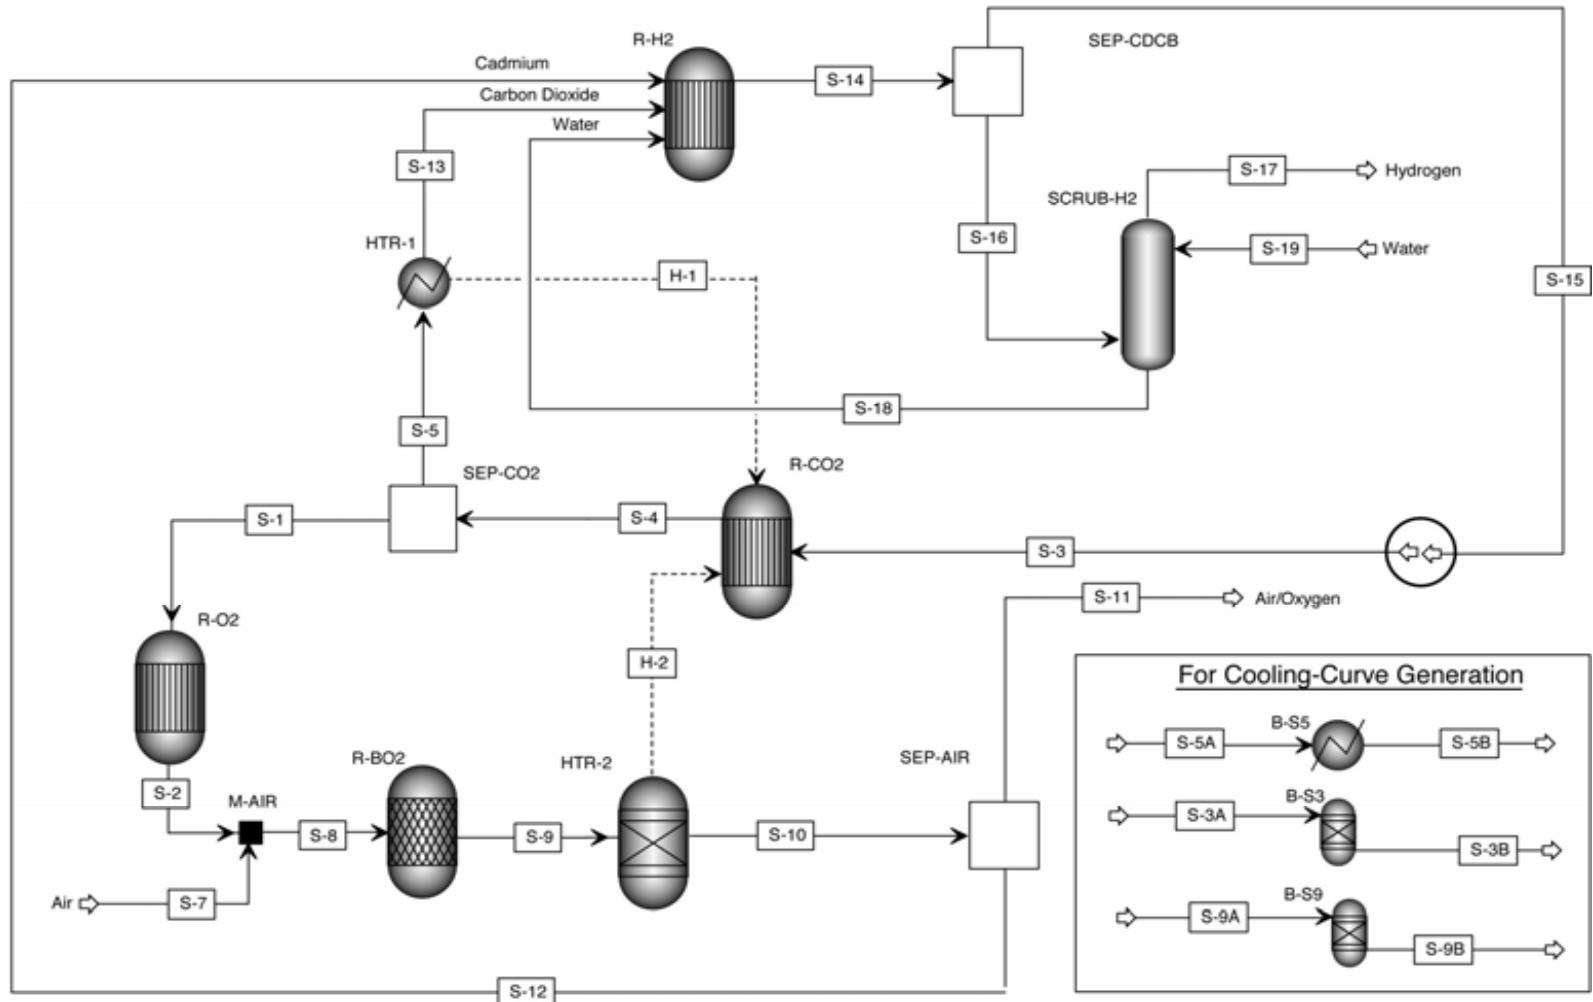 R-H2
SEP-CDCB
Cadmium
S-14
Carbon Dioxide
Water
S-13
S-17
Hydrogen
SCRUB-H2
S-16
HTR-1
S-19
Water
H-1
S-15
S-18
S-5
SEP-CO2
R-CO2
S-1
S-4
S-3
S-11
Air/Oxygen
R-O2
H-2
For Cooling-Curve Generation
B-S5
S-5A
S-5B
R-BO2
HTR-2
SEP-AIR
S-2
M-AIR
B-S3
S-3A
S-8
S-9
S-10
S-3B
B-S9
Air
S-7
S-9A
S-9B
S-12